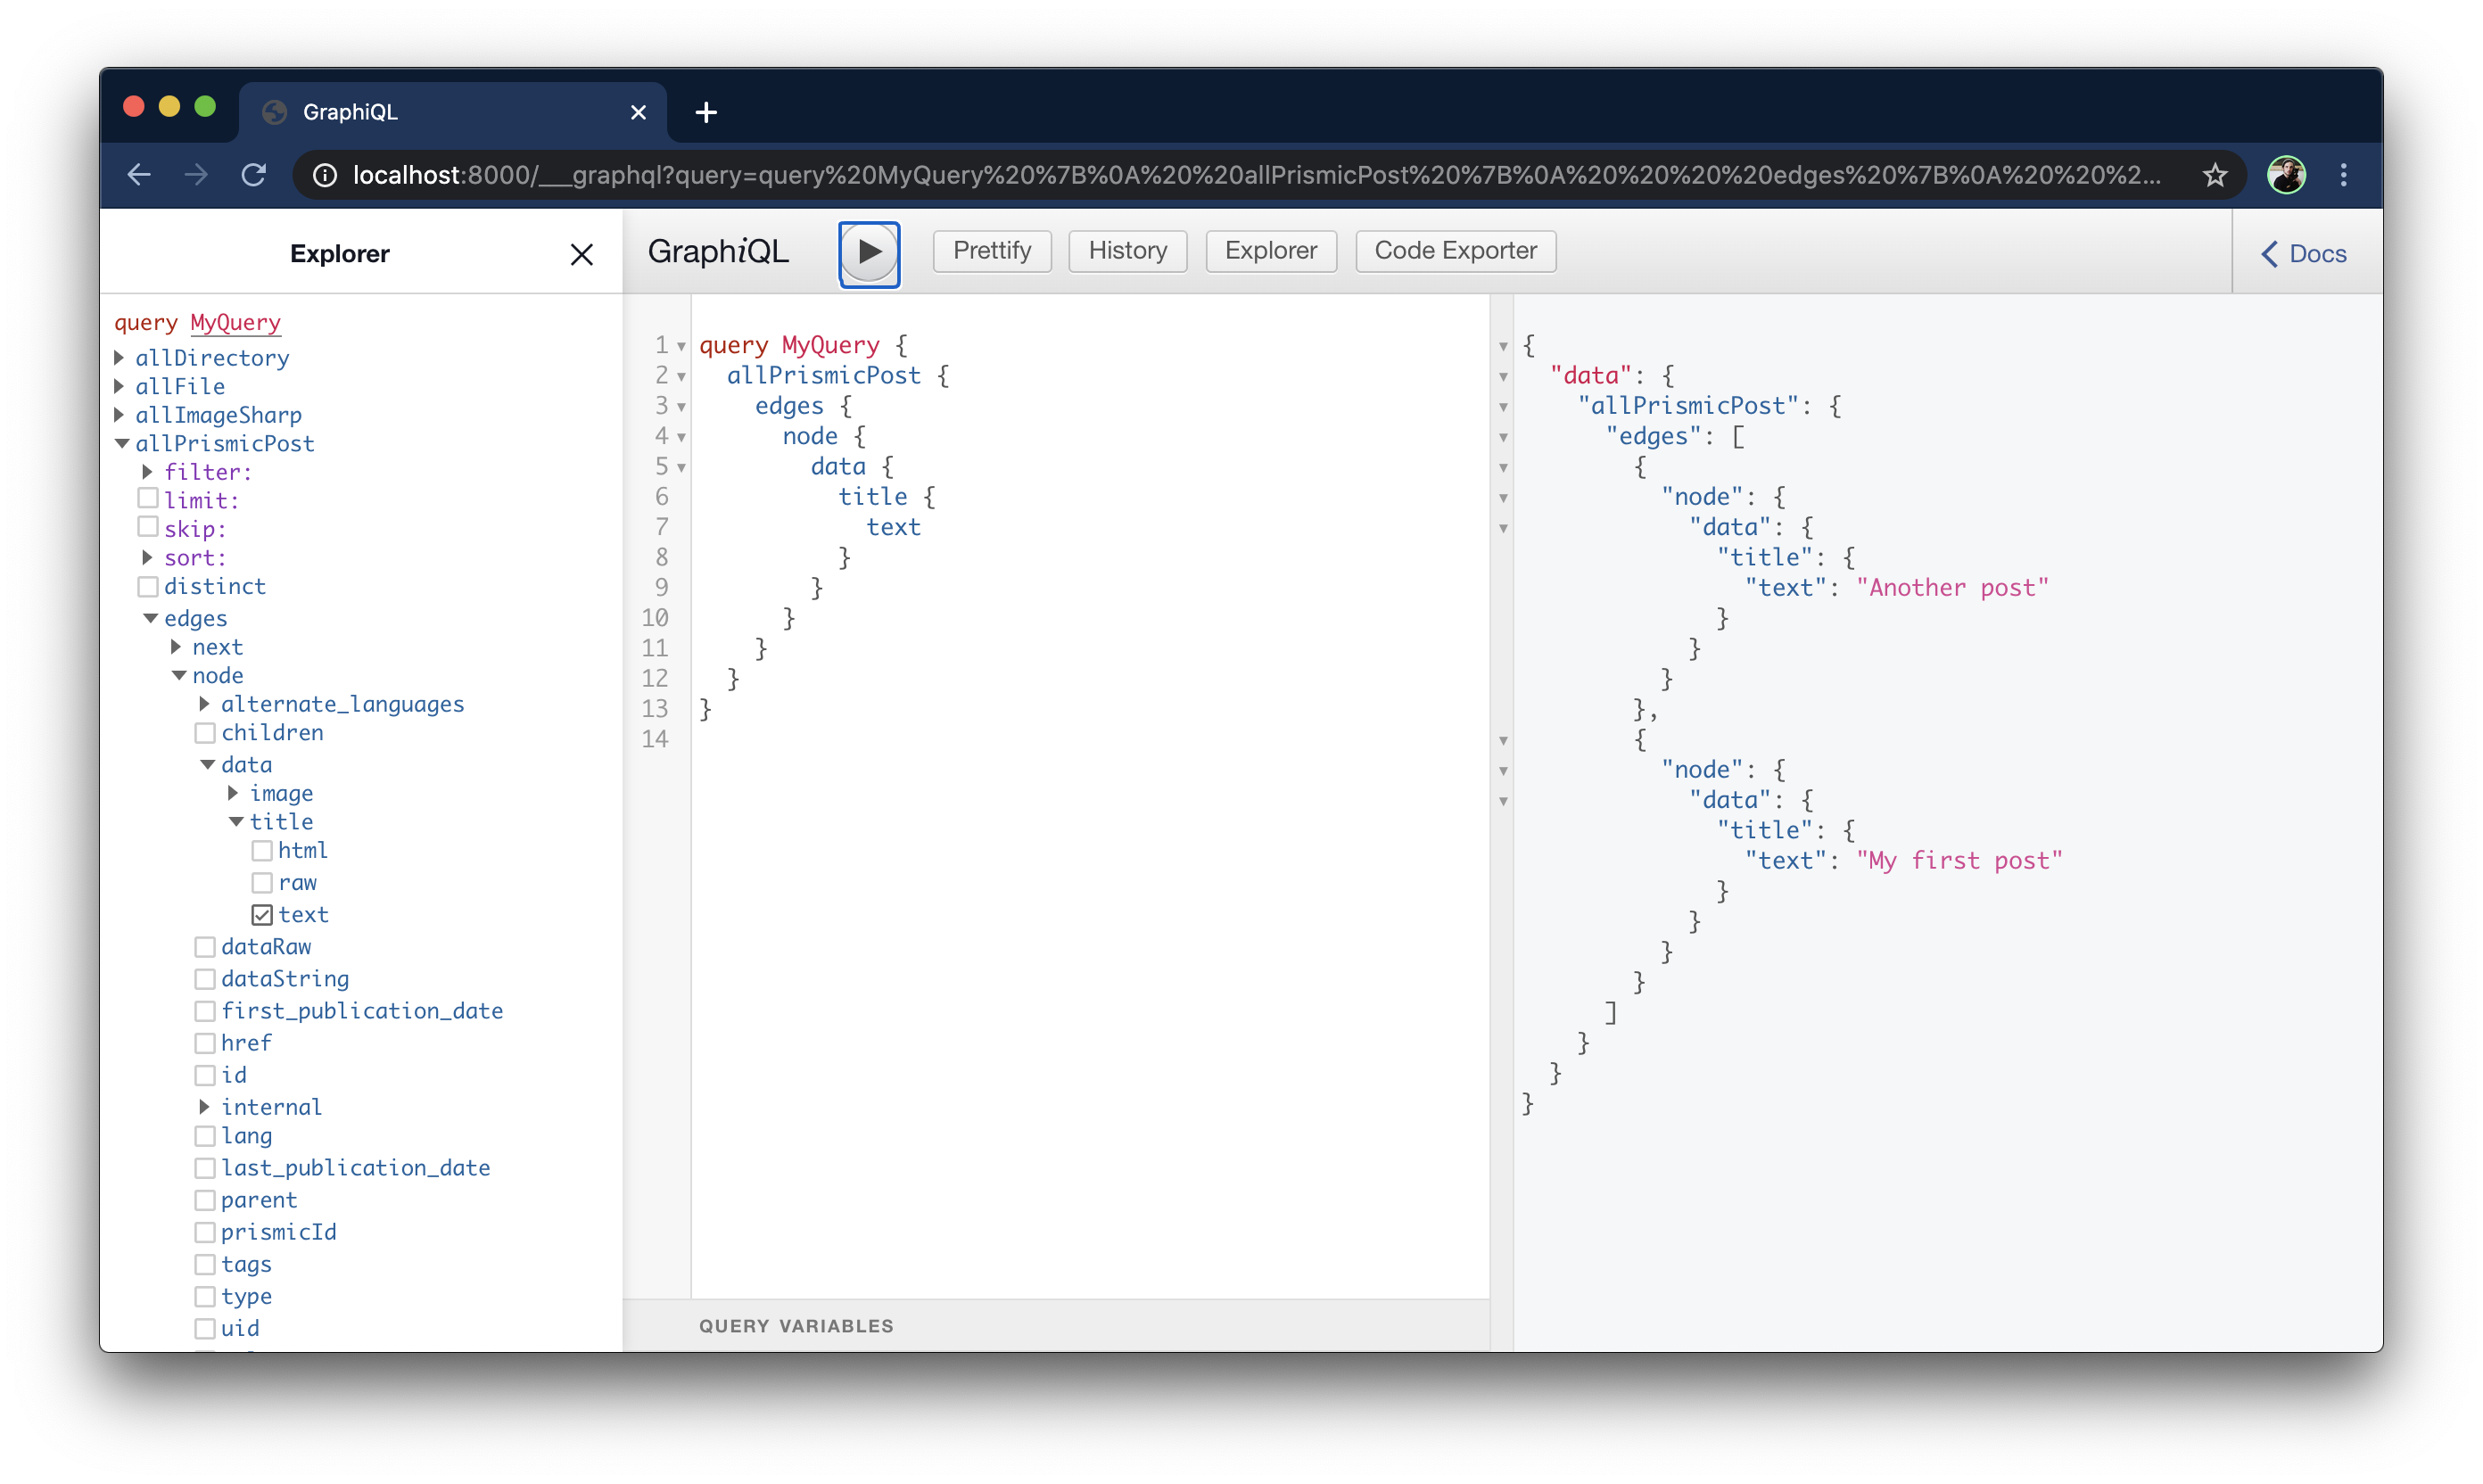 GraphiQL
localhost:8000/___graphql?query=query%20MyQuery%20%7B%0A%20%20allPrismicPost%20%7B%0A%20%20%20%20edges%20%7B%0A%20%20%2...
Explorer
query MyQuery
allDirectory
allFile
allImageSharp
allPrismicPost
filter:
limit:
skip:
sort:
distinct
edges
next
node
alternate_languages
children
data
image
title
html
raw
text
dataRaw
dataString
first_publication_date
href
id
internal
lang
last_publication_date
parent
prismicId
tags
type
uid
GraphiQL Prettify History Explorer Code Exporter Docs
1 query MyQuery {
2 allPrismicPost {
3 edges {
4 node {
5 data {
6 title {
7 text
8 }
9 }
10 }
11 }
12 }
13 }
14
QUERY VARIABLES
{
"data": {
"allPrismicPost": {
"edges": [
{
"node": {
"data": {
"title": {
"text": "Another post"
}
}
}
},
{
"node": {
"data": {
"title": {
"text": "My first post"
}
}
}
}
]
}
}
}